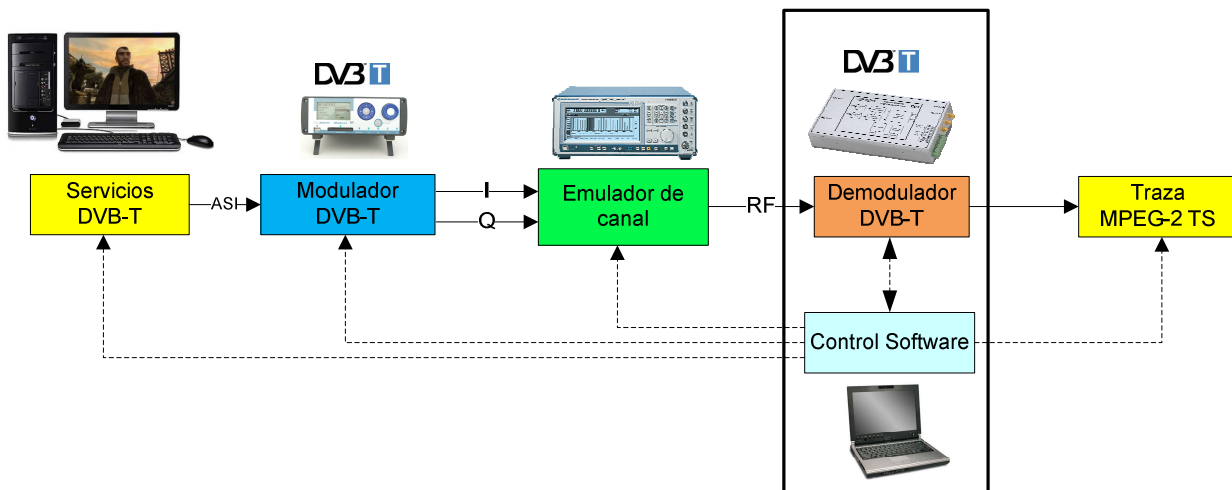 DVB T
DVB T
Servicios
DVB-T
ASI
Modulador
DVB-T
I
Q
Emulador de
canal
RF
Demodulador
DVB-T
Traza
MPEG-2 TS
Control Software